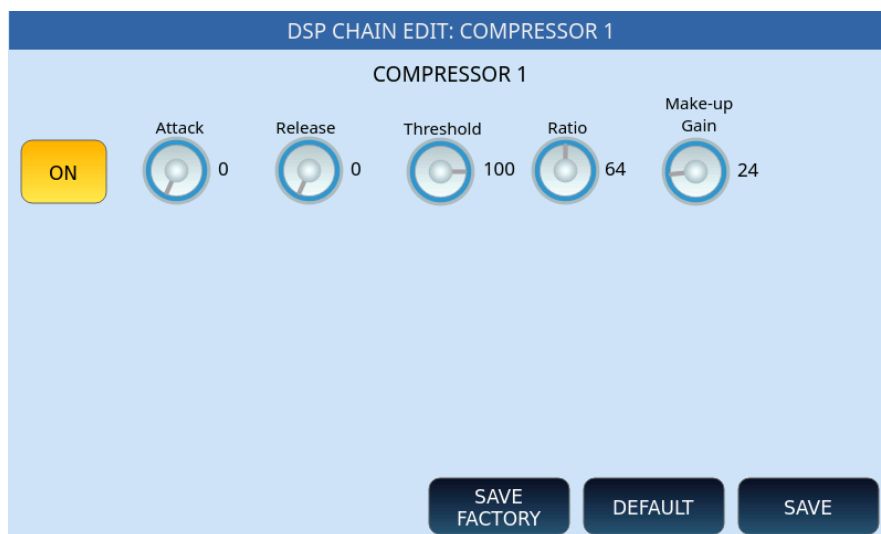 DSP CHAIN EDIT: COMPRESSOR 1
COMPRESSOR 1
ON
Attack
0
Release
0
Threshold
100
Ratio
64
Make-up
Gain
24
SAVE
FACTORY
DEFAULT
SAVE